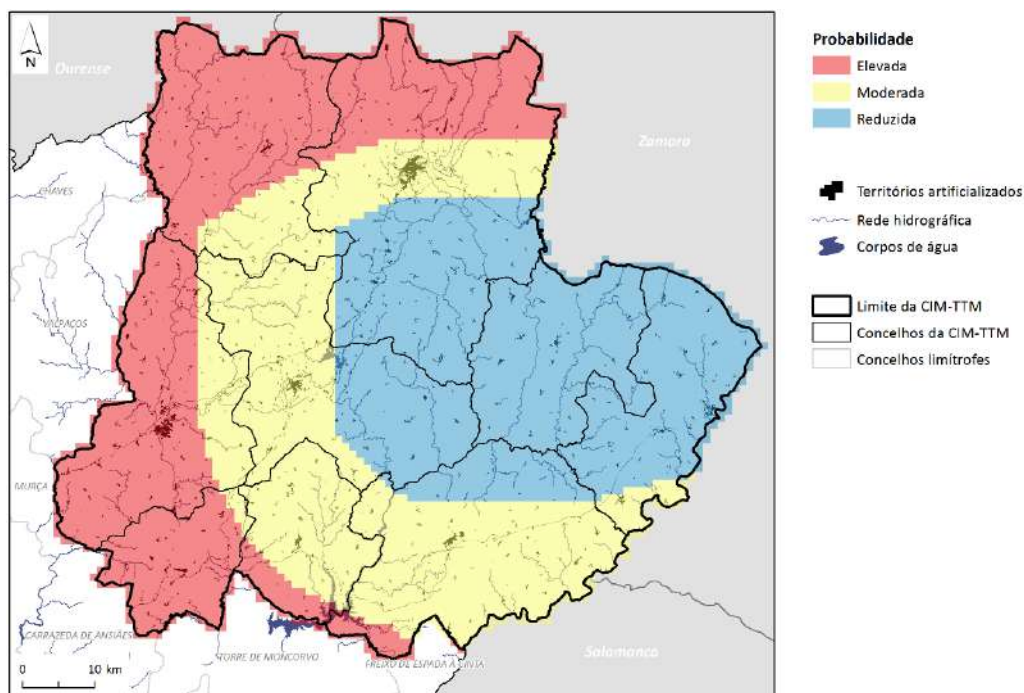 N
Ourense
Zamora
CHAVES
VALPAÇOS
MURÇA
CARRAZEDA DE ANSIÃES
TORRE DE MONCORVO
FREIXO DE ESPADA À CINTA
Salamanca
0 10 km
Probabilidade
Elevada
Moderada
Reduzida
Territórios artificializados
Rede hidrográfica
Corpos de água
Limite da CIM-TTM
Concelhos da CIM-TTM
Concelhos limítrofes